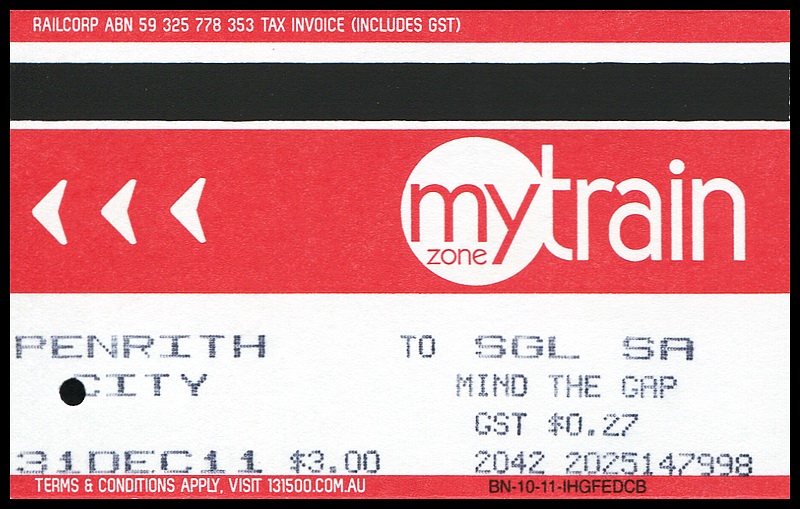 RAILCORP ABN 59 325 778 353 TAX INVOICE (INCLUDES GST)
mytrain
zone
PENRITH TO SGL SA
CITY MIND THE GAP
GST $0.27
31DEC11 $3.00 2042 2025147998
TERMS & CONDITIONS APPLY, VISIT 131500.COM.AU BN-10-11-IHGFEDCB